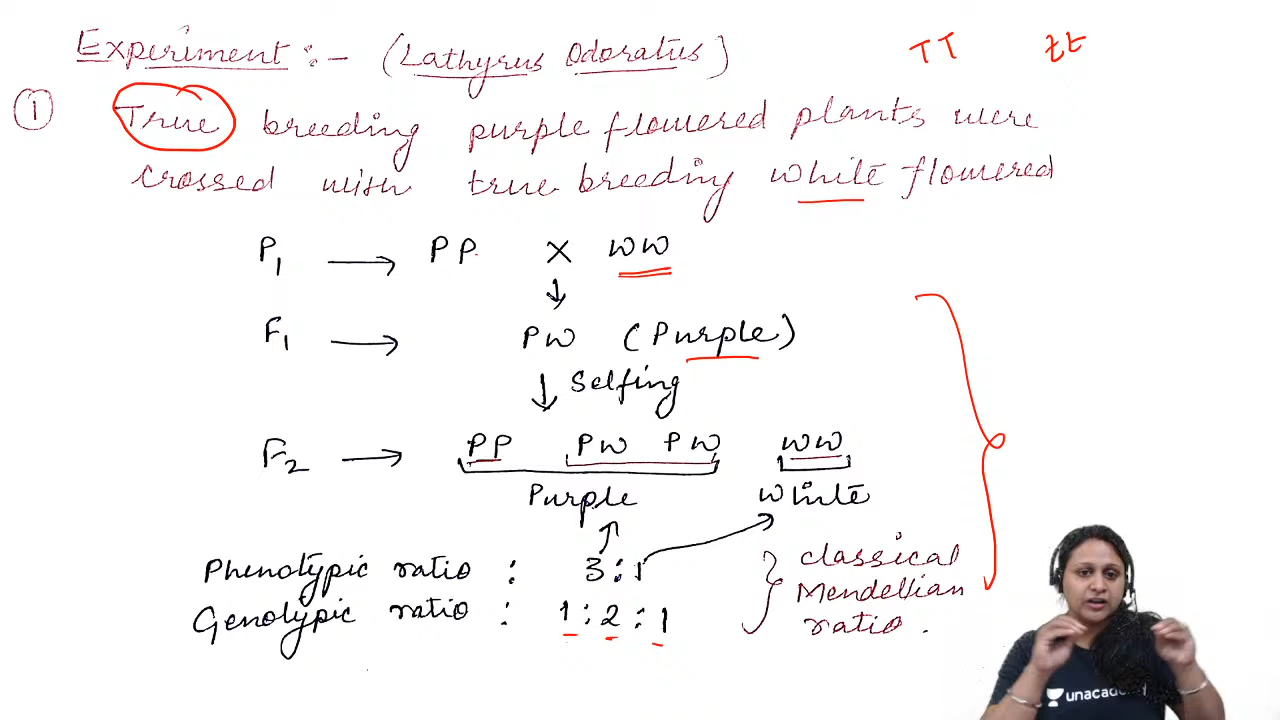 Experiment :- (Lathyrus Odoratus)
TT tt
① True breeding purple flowered plants were
crossed with true breeding white flowered
P1 → PP × WW
↓
F1 → PW (Purple)
↓ Selfing
F2 → PP PW PW WW
Purple White
Phenotypic ratio : 3:1
Genotypic ratio : 1:2:1
classical
Mendellian
ratio.
unacademy